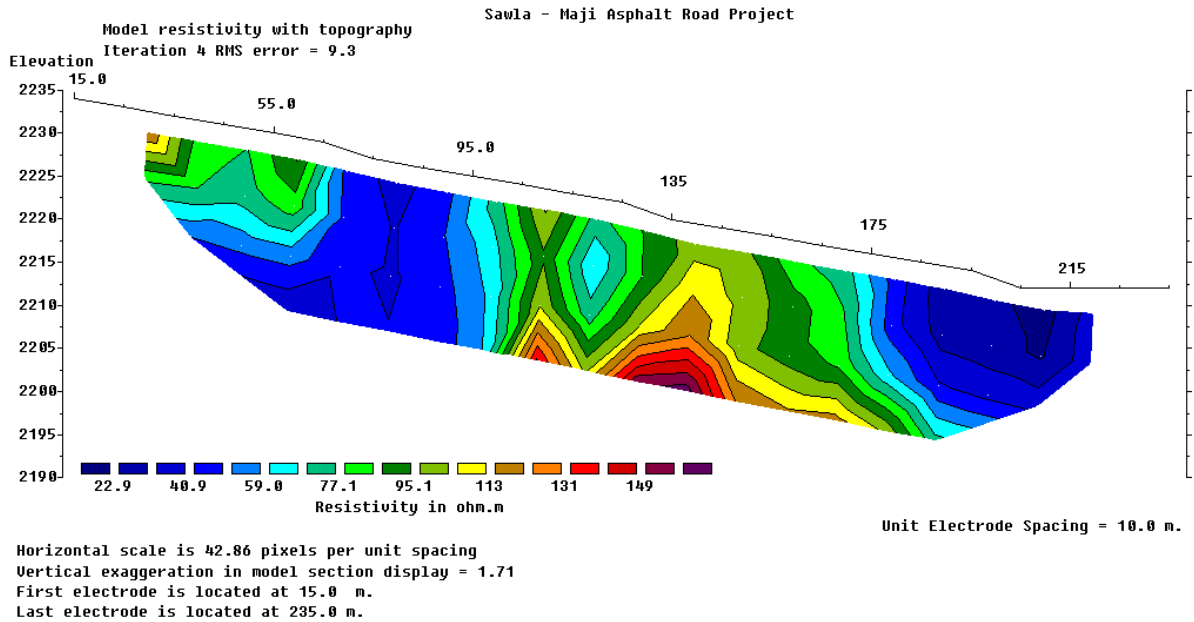 Sawla - Maji Asphalt Road Project
Model resistivity with topography
Iteration 4 RMS error = 9.3
Elevation
15.0
55.0
95.0
135
175
215
2235
2230
2225
2220
2215
2210
2205
2200
2195
2190
22.9 40.9 59.0 77.1 95.1 113 131 149
Resistivity in ohm.m
Unit Electrode Spacing = 10.0 m.
Horizontal scale is 42.86 pixels per unit spacing
Vertical exaggeration in model section display = 1.71
First electrode is located at 15.0 m.
Last electrode is located at 235.0 m.